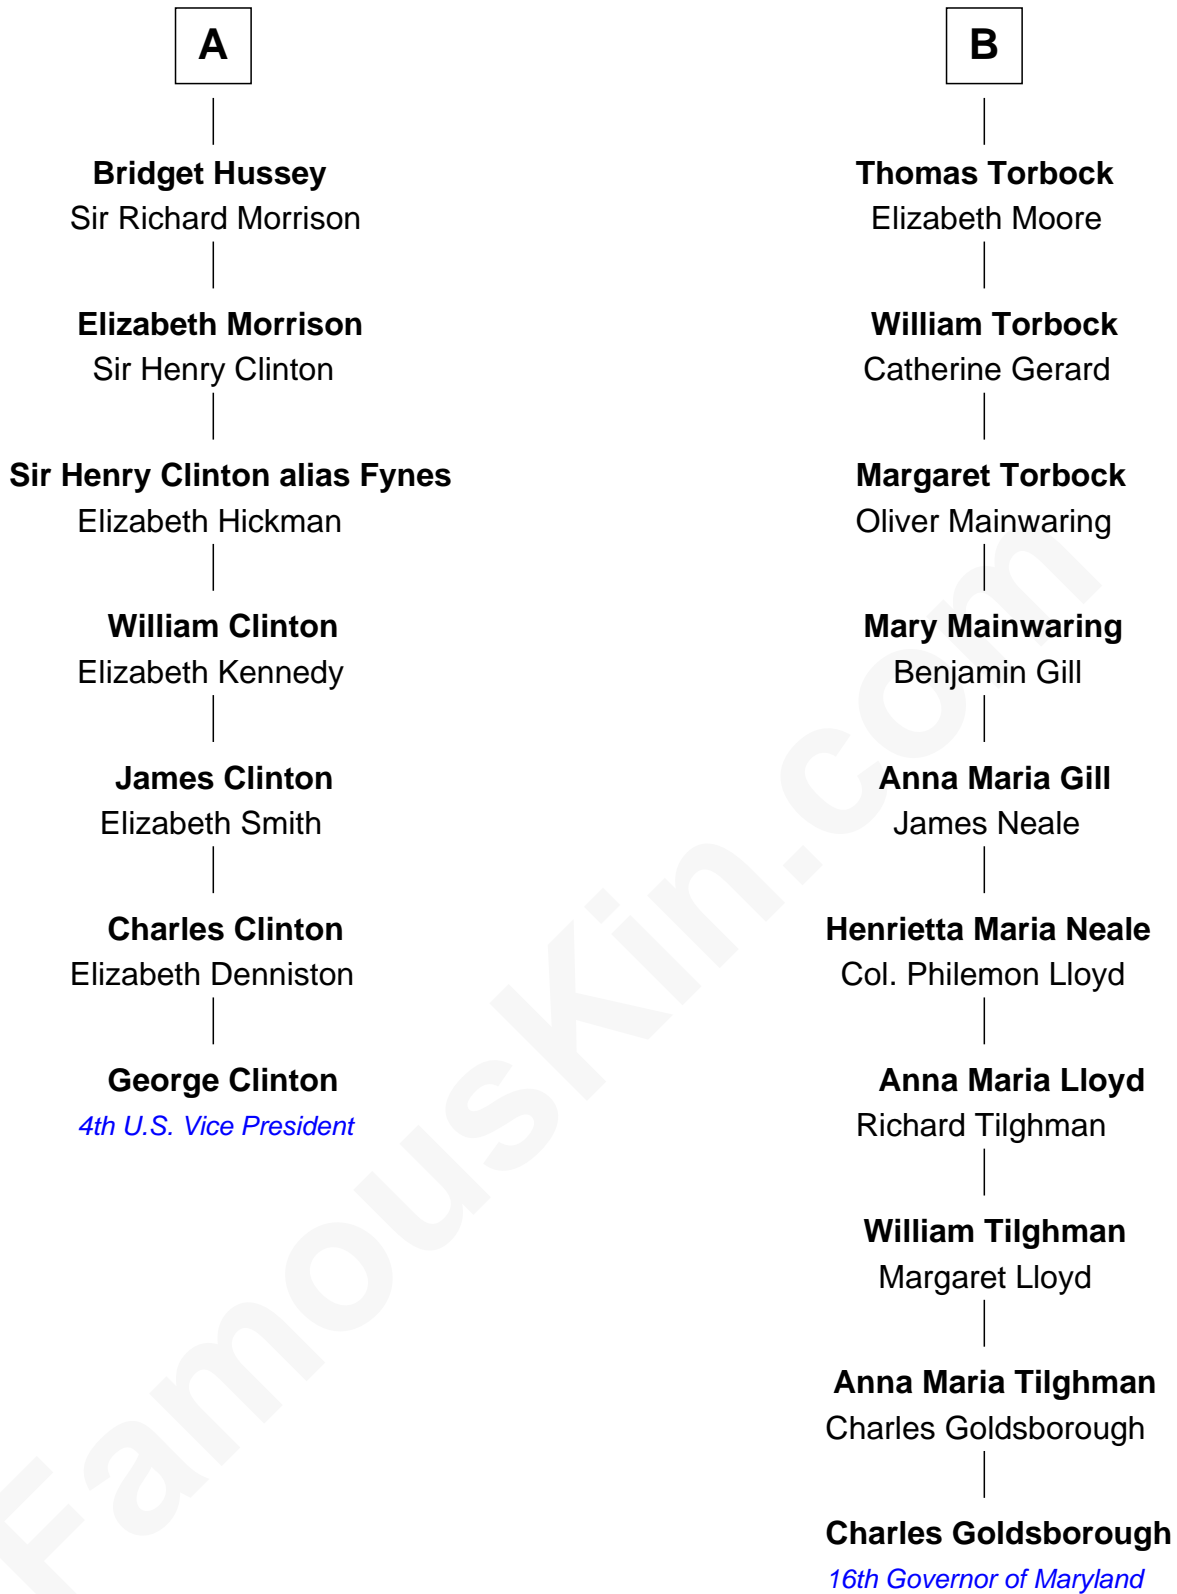 A
Bridget Hussey
Sir Richard Morrison
Elizabeth Morrison
Sir Henry Clinton
Sir Henry Clinton alias Fynes
Elizabeth Hickman
William Clinton
Elizabeth Kennedy
James Clinton
Elizabeth Smith
Charles Clinton
Elizabeth Denniston
George Clinton
4th U.S. Vice President
B
Thomas Torbock
Elizabeth Moore
William Torbock
Catherine Gerard
Margaret Torbock
Oliver Mainwaring
Mary Mainwaring
Benjamin Gill
Anna Maria Gill
James Neale
Henrietta Maria Neale
Col. Philemon Lloyd
Anna Maria Lloyd
Richard Tilghman
William Tilghman
Margaret Lloyd
Anna Maria Tilghman
Charles Goldsborough
Charles Goldsborough
16th Governor of Maryland
FamousKin.com